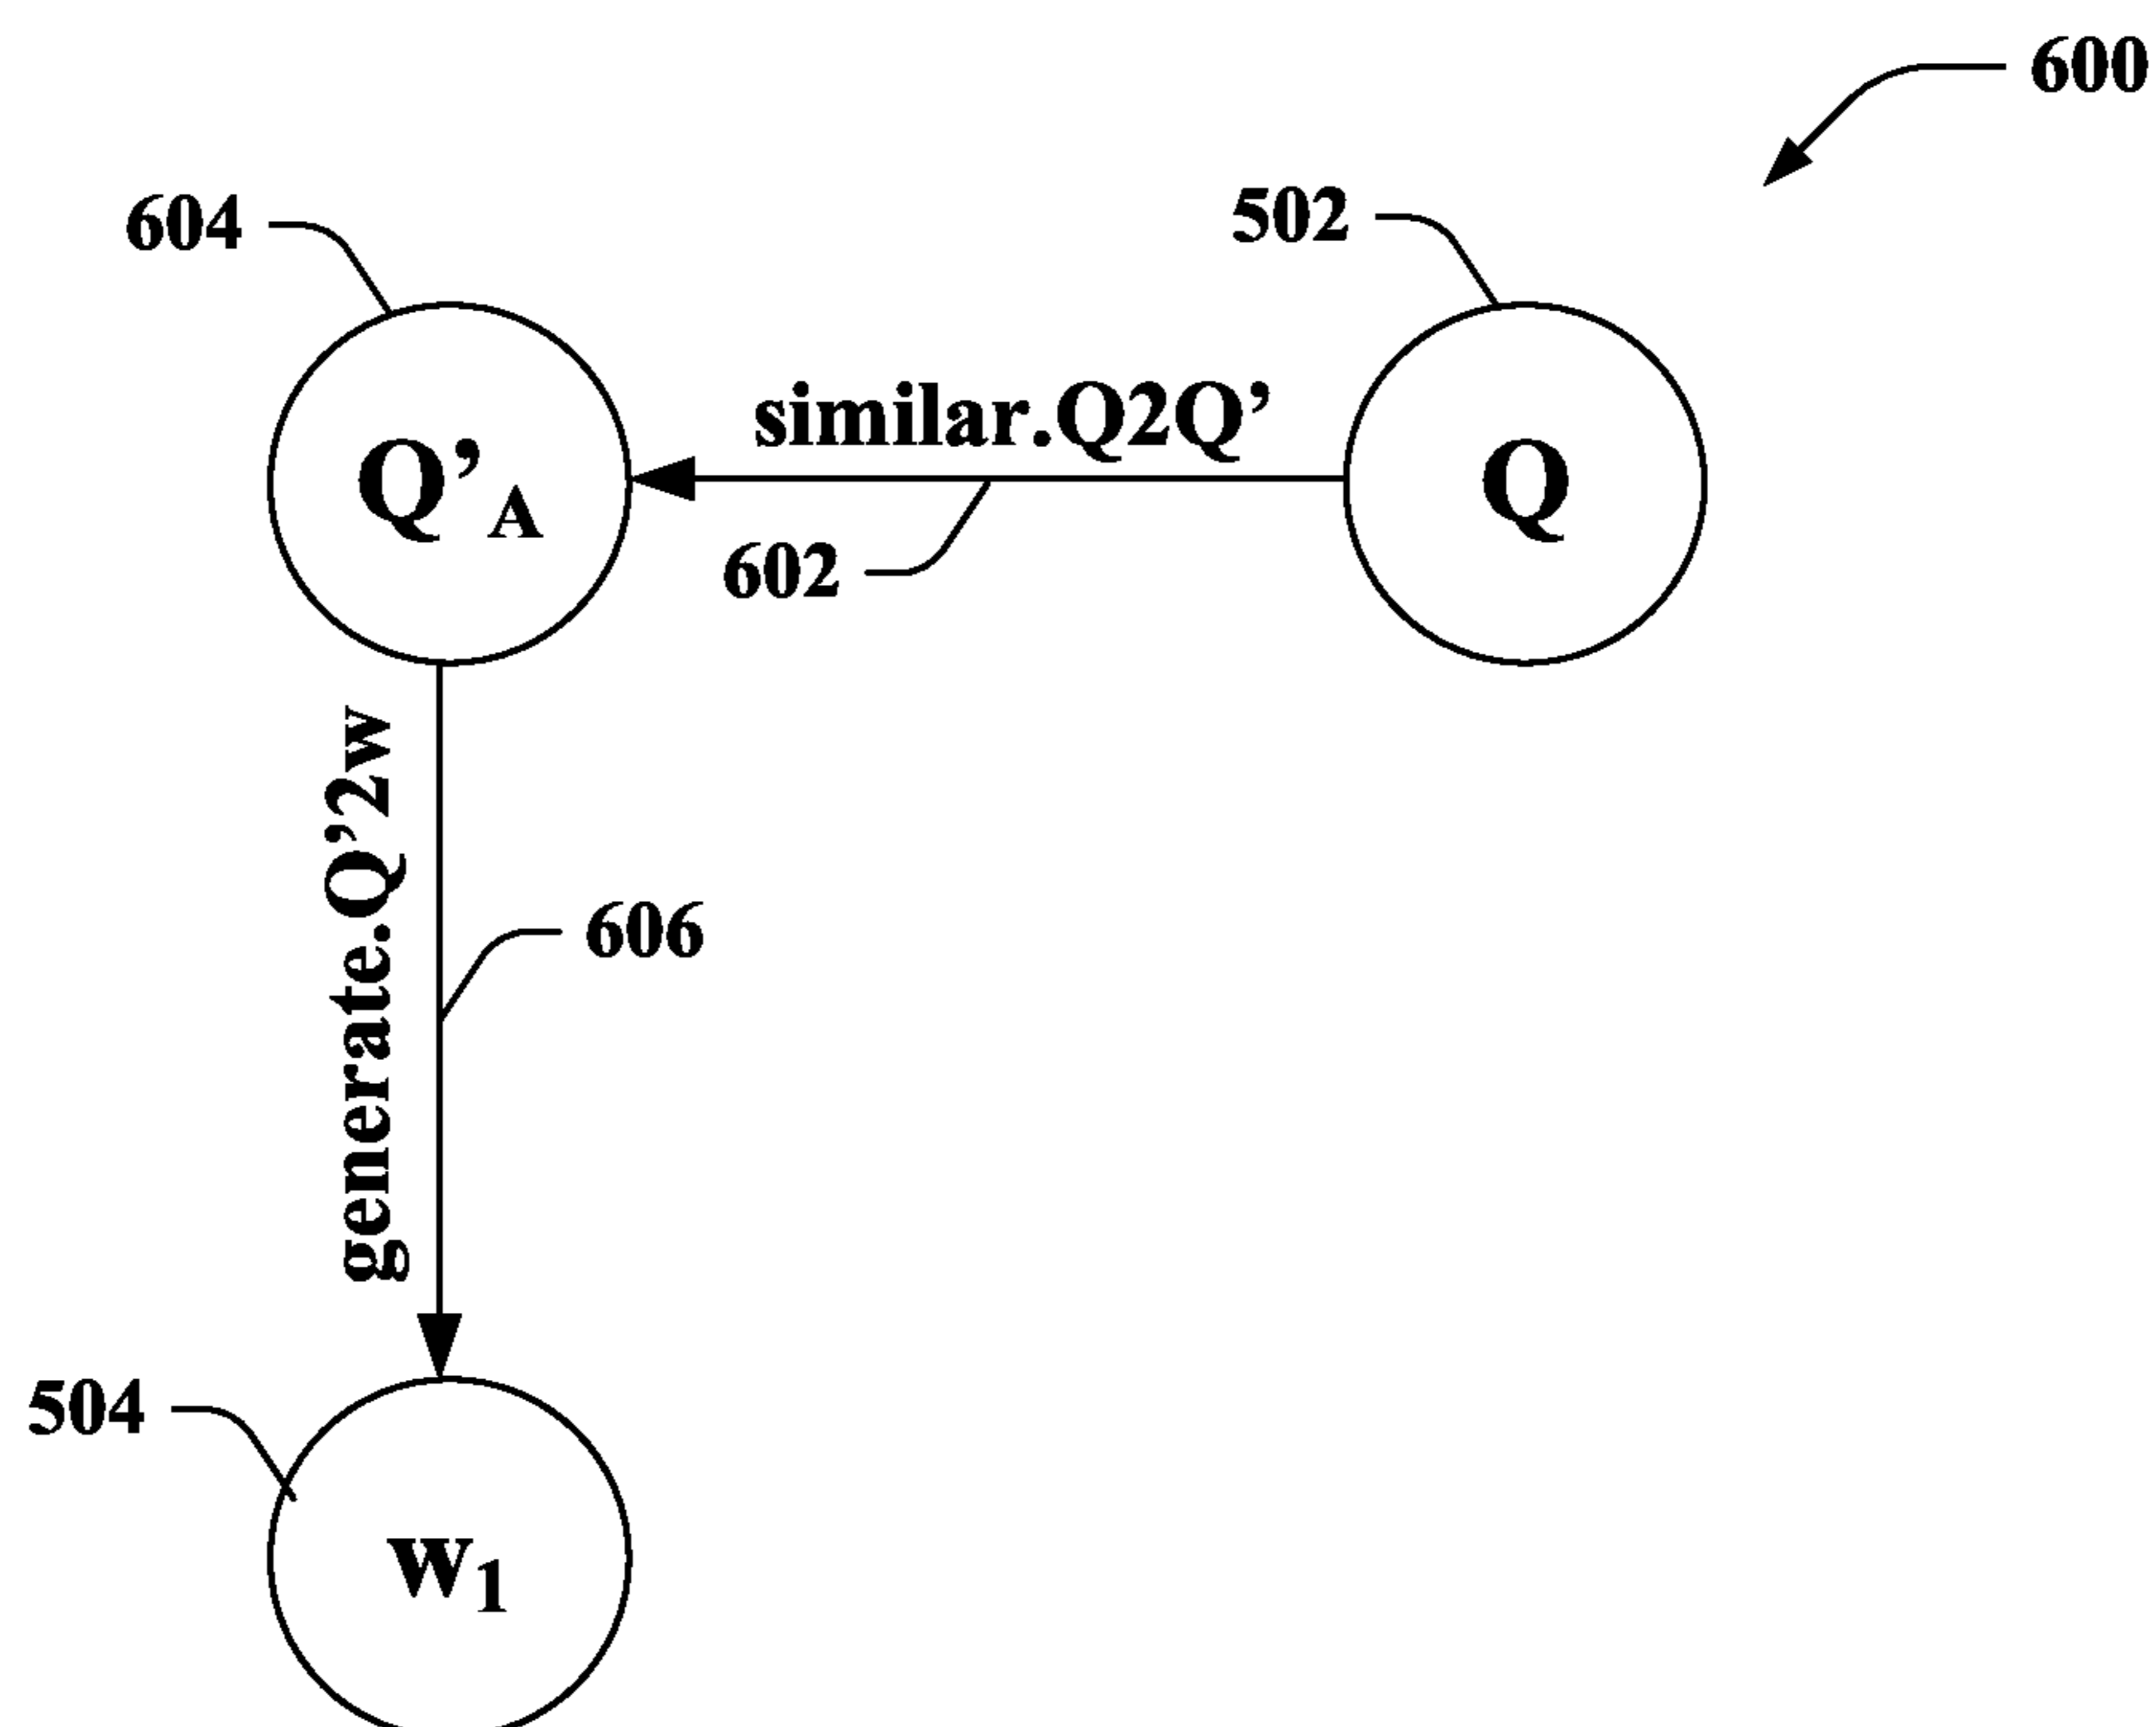 600
604
502
similar.Q2Q’
Q’A
Q
602
generate.Q’2w
606
504
w1